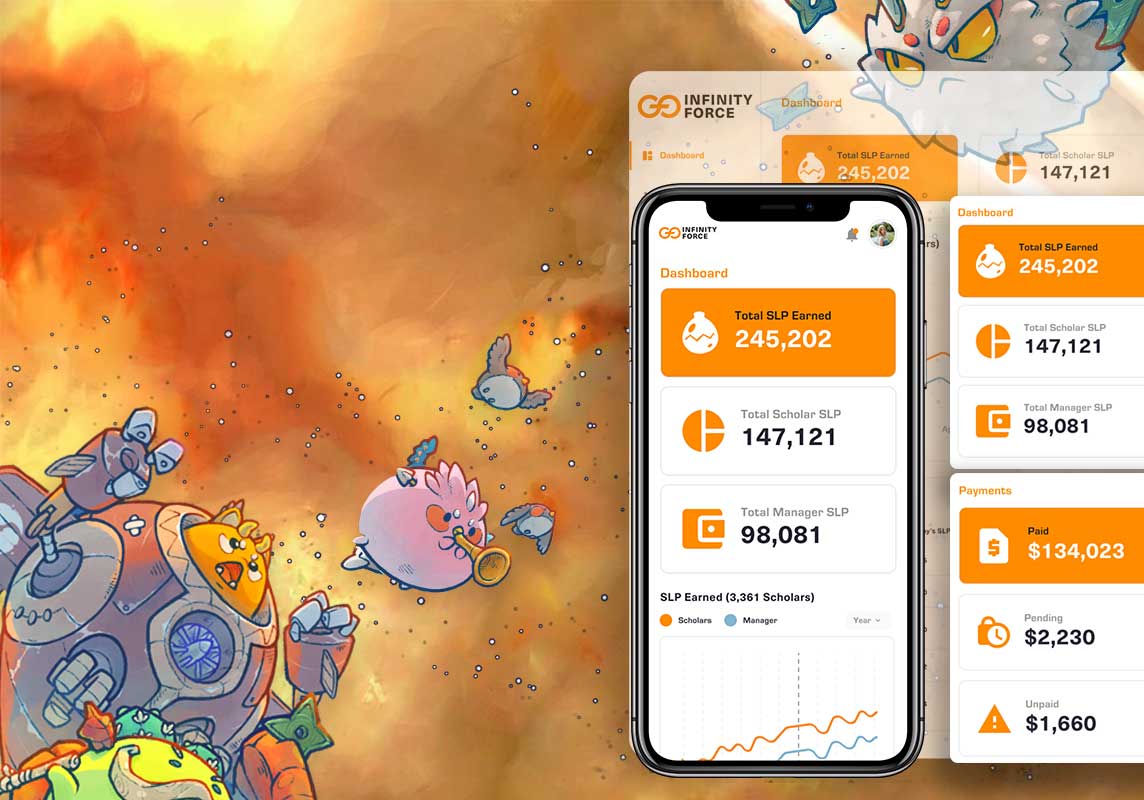 INFINITY
FORCE
Dashboard
Dashboard
Total SLP Earned
245,202
Total Scholar SLP
147,121
INFINITY
FORCE
Dashboard
Total SLP Earned
245,202
Total Scholar SLP
147,121
Total Manager SLP
98,081
SLP Earned (3,361 Scholars)
Scholars
Manager
Year
rs)
Dashboard
Total SLP Earned
245,202
Total Scholar SLP
147,121
Total Manager SLP
98,081
Payments
Paid
$134,023
Pending
$2,230
Unpaid
$1,660